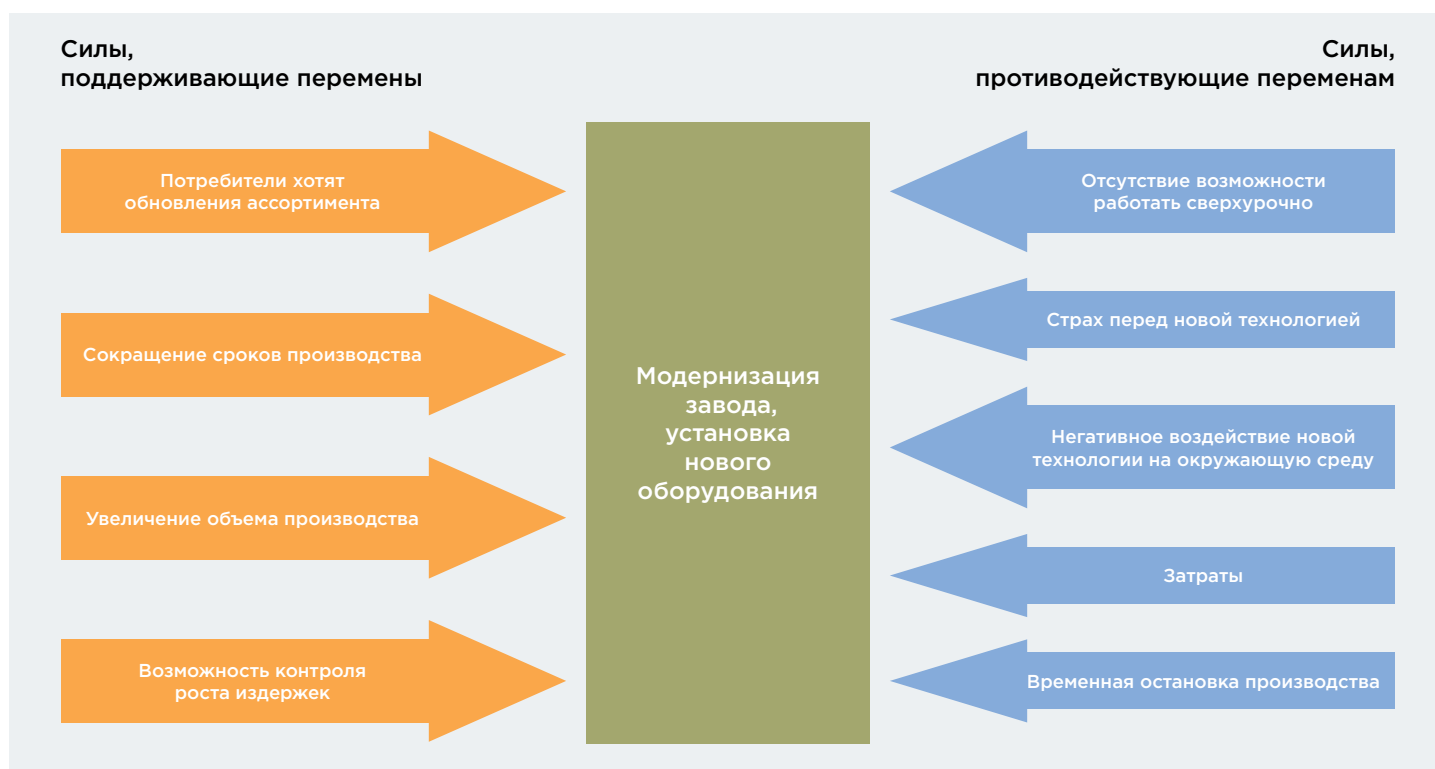 Силы,
поддерживающие перемены
Силы,
противодействующие переменам
Потребители хотят
обновления ассортимента
Сокращение сроков производства
Увеличение объема производства
Возможность контроля
роста издержек
Модернизация
завода,
установка
нового
оборудования
Отсутствие возможности
работать сверхурочно
Страх перед новой технологией
Негативное воздействие новой
технологии на окружающую среду
Затраты
Временная остановка производства